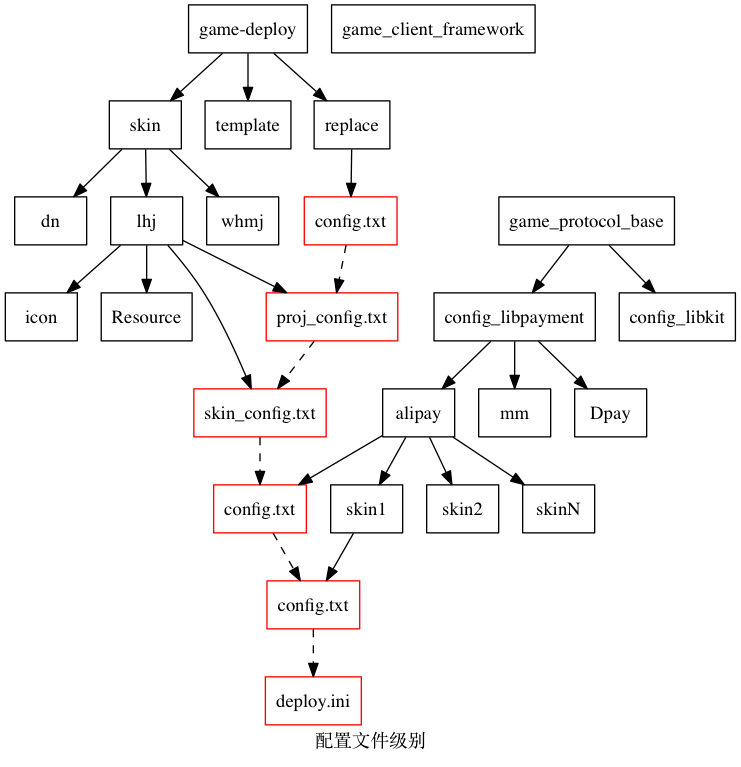 game-deploy
game_client_framework
skin
template
replace
dn
lhj
whmj
config.txt
game_protocol_base
icon
Resource
proj_config.txt
config_libpayment
config_libkit
skin_config.txt
alipay
mm
Dpay
config.txt
skin1
skin2
skinN
config.txt
deploy.ini
配置文件级别